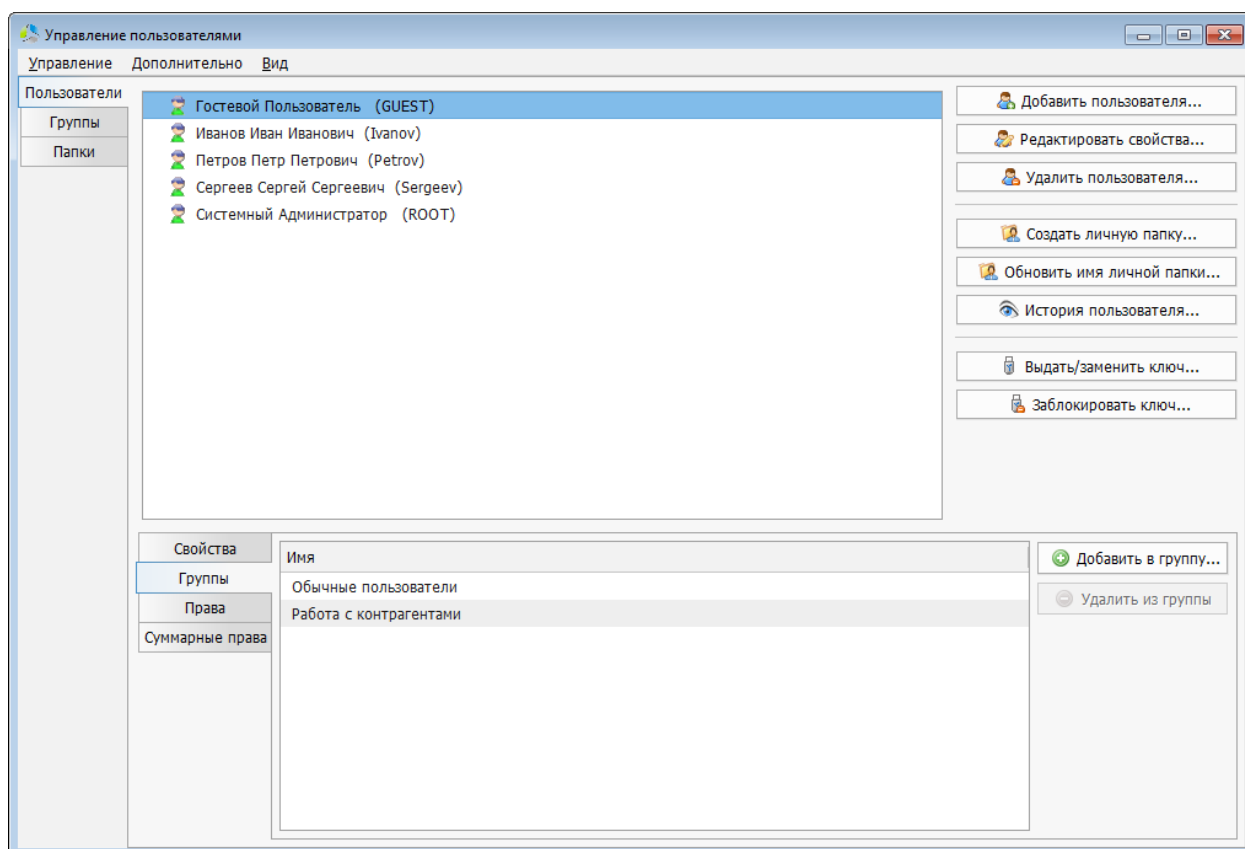 Управление пользователями
Управление Дополнительно Вид
Пользователи
Группы
Папки
Гостевой Пользователь (GUEST)
Иванов Иван Иванович (Ivanov)
Петров Петр Петрович (Petrov)
Сергеев Сергей Сергеевич (Sergeev)
Системный Администратор (ROOT)
Добавить пользователя...
Редактировать свойства...
Удалить пользователя...
Создать личную папку...
Обновить имя личной папки...
История пользователя...
Выдать/заменить ключ...
Заблокировать ключ...
Свойства
Группы
Права
Суммарные права
Имя
Обычные пользователи
Работа с контрагентами
Добавить в группу...
Удалить из группы